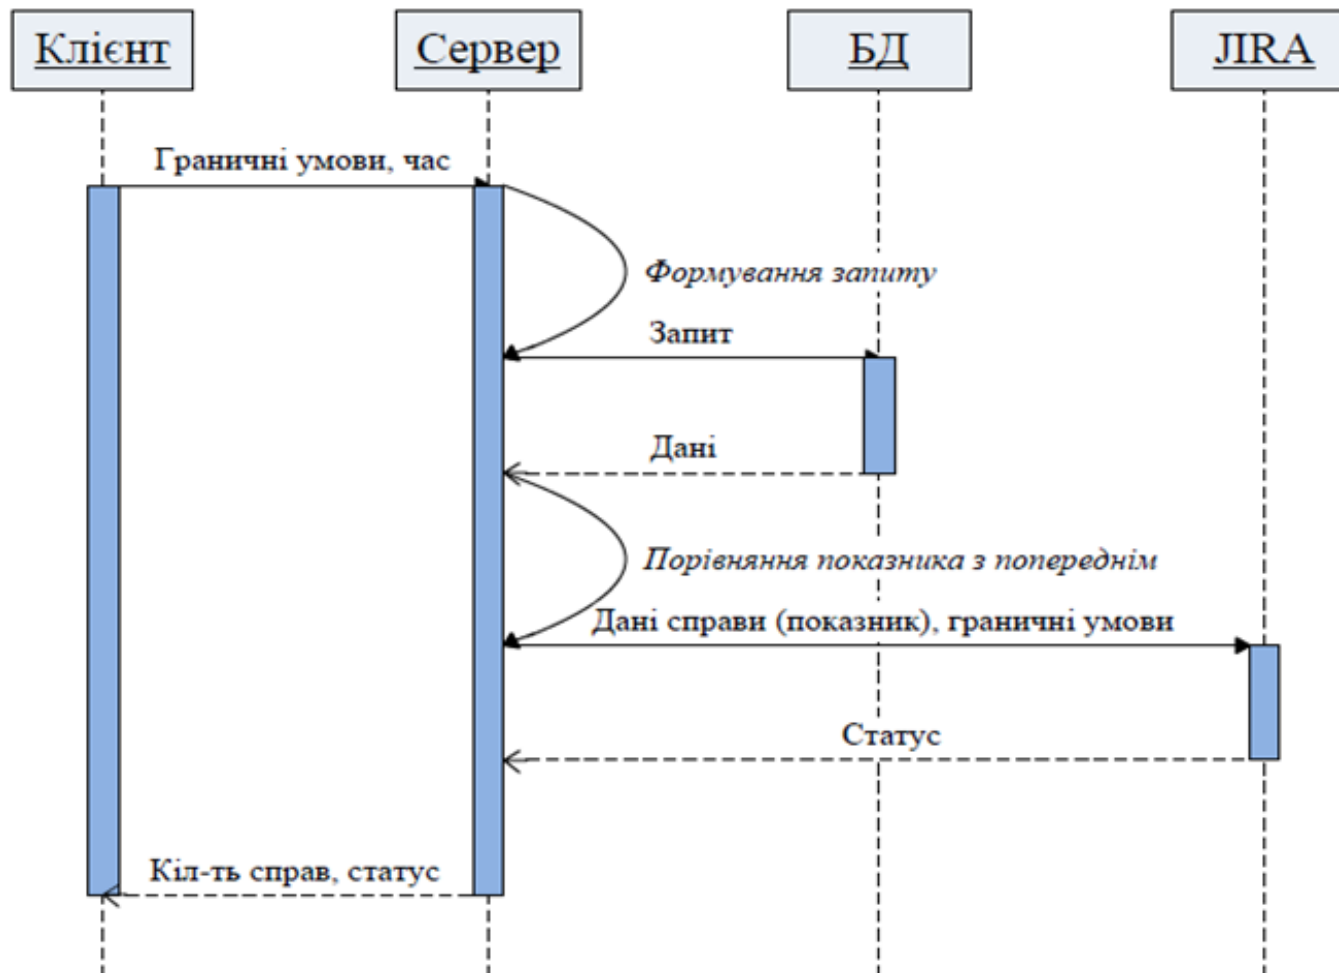 Клієнт
Сервер
БД
JIRA
Граничні умови, час
Формування запиту
Запит
Дані
Порівняння показника з попереднім
Дані справи (показник), граничні умови
Статус
Кіл-ть справ, статус